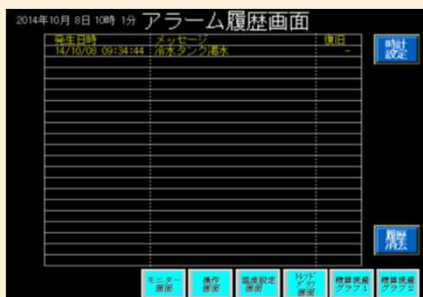 2014年10月 8日 10時 1分 アラーム履歴画面
発生日時 メッセージ 復旧
14/10/08 09:34:44 冷水タンク渇水 -
時計
設定
履歴
消去
モニター
画面
操作
画面
温度設定
画面
トレンド
グラフ
画面
積算流量
グラフ1
積算流量
グラフ2